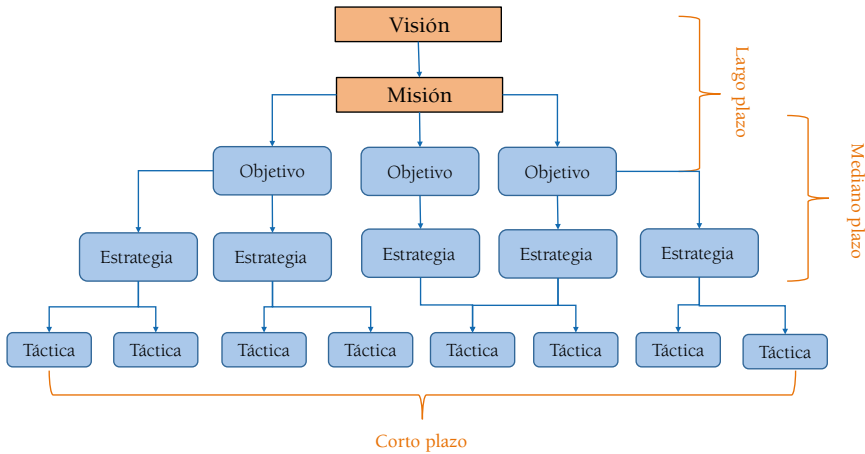 Visión
Misión
Largo plazo
Objetivo
Objetivo
Objetivo
Mediano plazo
Estrategia
Estrategia
Estrategia
Estrategia
Estrategia
Táctica
Táctica
Táctica
Táctica
Táctica
Táctica
Táctica
Táctica
Corto plazo